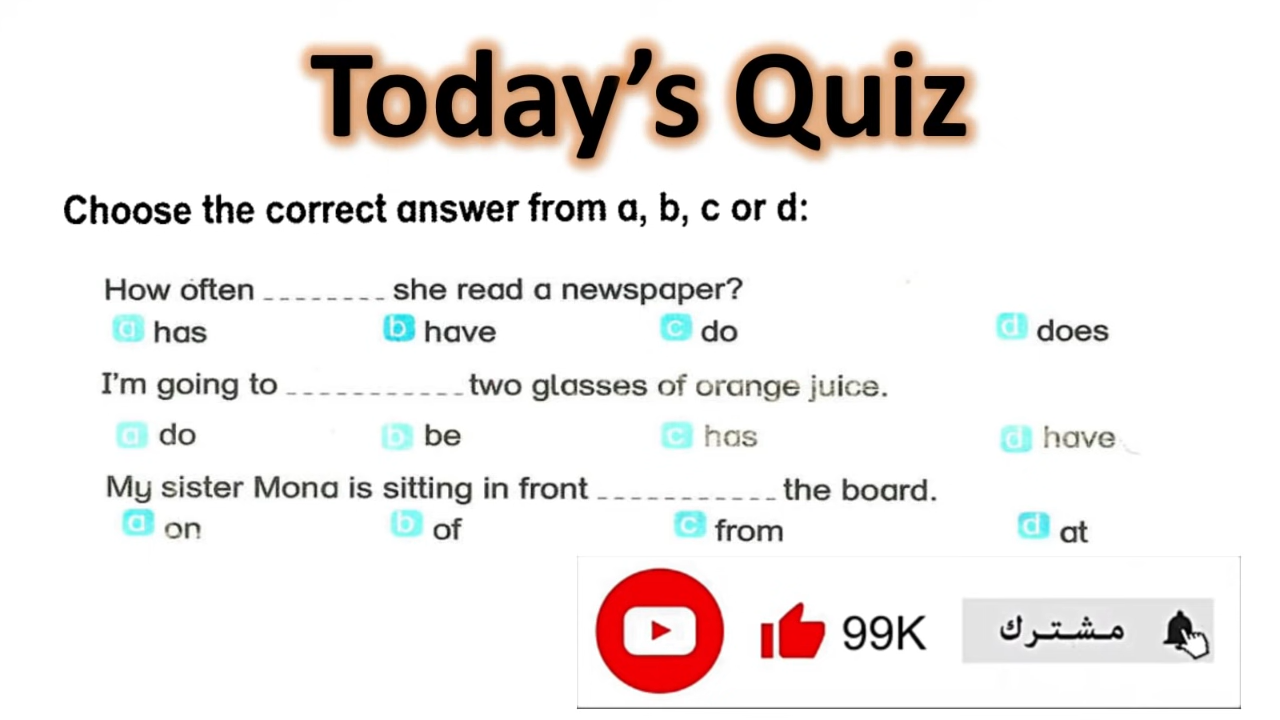 Today's Quiz
Choose the correct answer from a, b, c or d:
How often ________ she read a newspaper?
a has b have c do d does
I'm going to ___________ two glasses of orange juice.
a do b be c has d have
My sister Mona is sitting in front ___________ the board.
a on b of c from d at
99K مشترك